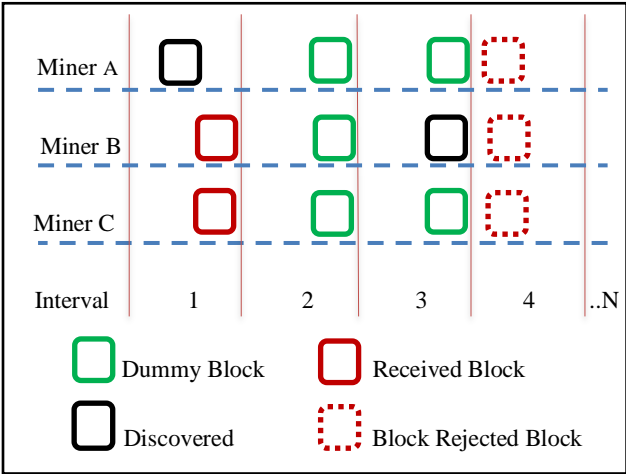 Miner A
Miner B
Miner C
Interval 1 2 3 4 ..N
Dummy Block Received Block
Discovered Block Rejected Block